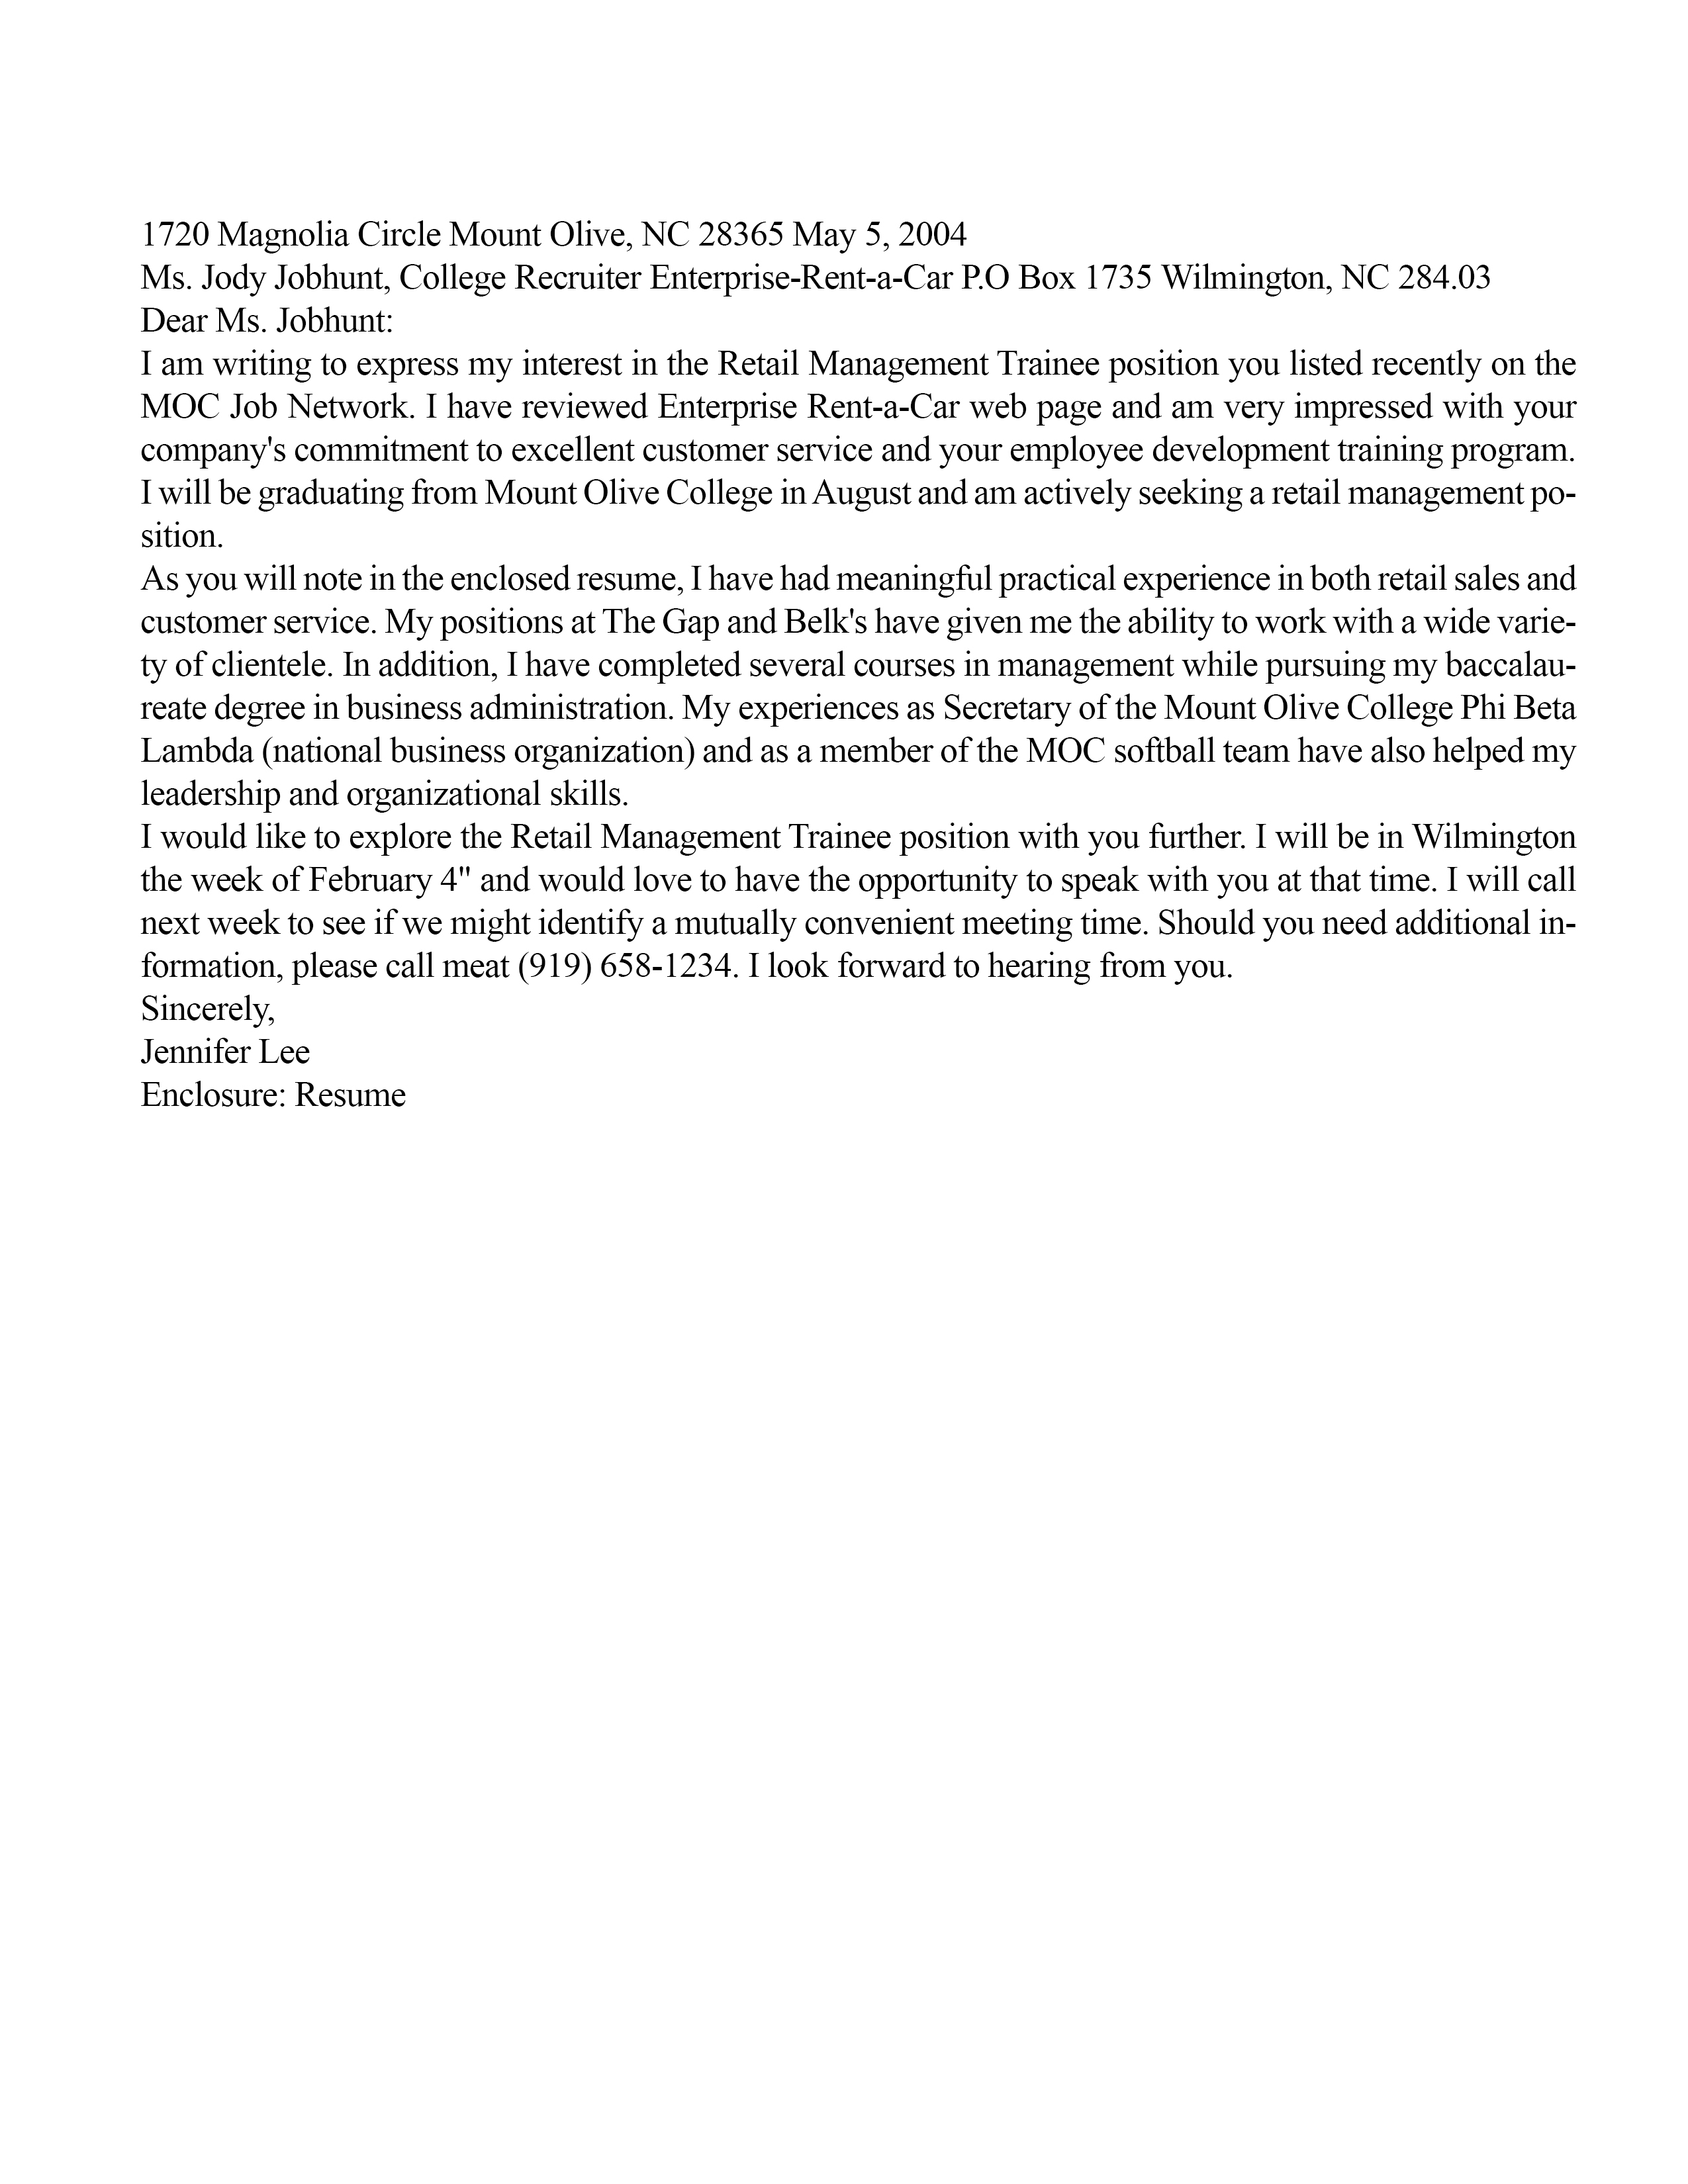 1720 Magnolia Circle Mount Olive, NC 28365 May 5, 2004
Ms. Jody Jobhunt, College Recruiter Enterprise-Rent-a-Car P.O Box 1735 Wilmington, NC 284.03
Dear Ms. Jobhunt:
I am writing to express my interest in the Retail Management Trainee position you listed recently on the
MOC Job Network. I have reviewed Enterprise Rent-a-Car web page and am very impressed with your
company's commitment to excellent customer service and your employee development training program.
I will be graduating from Mount Olive College in August and am actively seeking a retail management po-
sition.
As you will note in the enclosed resume, I have had meaningful practical experience in both retail sales and
customer service. My positions at The Gap and Belk's have given me the ability to work with a wide varie-
ty of clientele. In addition, I have completed several courses in management while pursuing my baccalau-
reate degree in business administration. My experiences as Secretary of the Mount Olive College Phi Beta
Lambda (national business organization) and as a member of the MOC softball team have also helped my
leadership and organizational skills.
I would like to explore the Retail Management Trainee position with you further. I will be in Wilmington
the week of February 4" and would love to have the opportunity to speak with you at that time. I will call
next week to see if we might identify a mutually convenient meeting time. Should you need additional in-
formation, please call meat (919) 658-1234. I look forward to hearing from you.
Sincerely,
Jennifer Lee
Enclosure: Resume